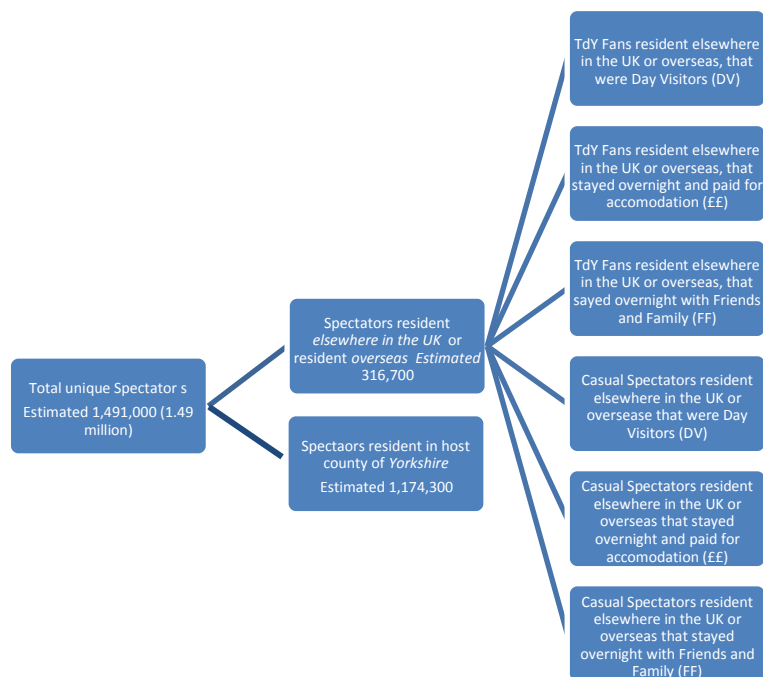 TdY Fans resident elsewhere
in the UK or overseas, that
were Day Visitors (DV)
TdY Fans resident elsewhere
in the UK or overseas, that
stayed overnight and paid for
accomodation (££)
TdY Fans resident elsewhere
in the UK or overseas, that
sayed overnight with Friends
and Family (FF)
Spectators resident
elsewhere in the UK or
resident overseas Estimated
316,700
Total unique Spectator s
Estimated 1,491,000 (1.49
million)
Casual Spectators resident
elsewhere in the UK or
oversease that were Day
Visitors (DV)
Spectaors resident in host
county of Yorkshire
Estimated 1,174,300
Casual Spectators resident
elsewhere in the UK or
overseas that stayed
overnight and paid for
accomodation (££)
Casual Spectators resident
elsewhere in the UK or
overseas that stayed
overnight with Friends and
Family (FF)